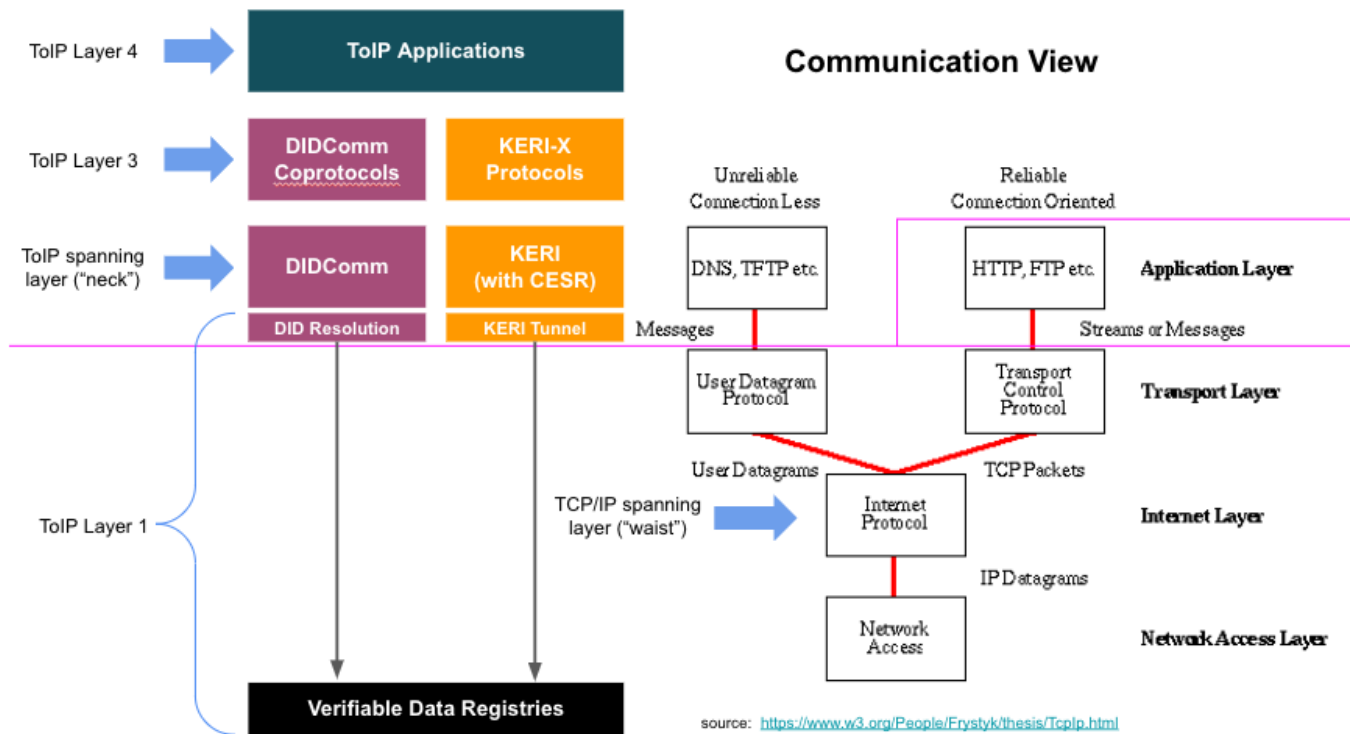 ToIP Layer 4
ToIP Applications
Communication View
ToIP Layer 3
DIDComm
Coprotocols
KERI-X
Protocols
Unreliable
Connection Less
Reliable
Connection Oriented
ToIP spanning
layer (“neck”)
DIDComm
KERI
(with CESR)
DNS, TFTP etc.
HTTP, FTP etc.
Application Layer
DID Resolution
KERI Tunnel
Messages
Streams or Messages
User Datagram
Protocol
Transport
Control
Protocol
Transport Layer
User Datagrams
TCP Packets
TCP/IP spanning
layer (“waist”)
Internet
Protocol
Internet Layer
ToIP Layer 1
IP Datagrams
Network
Access
Network Access Layer
Verifiable Data Registries
source: https://www.w3.org/People/Frystyk/thesis/TcpIp.html